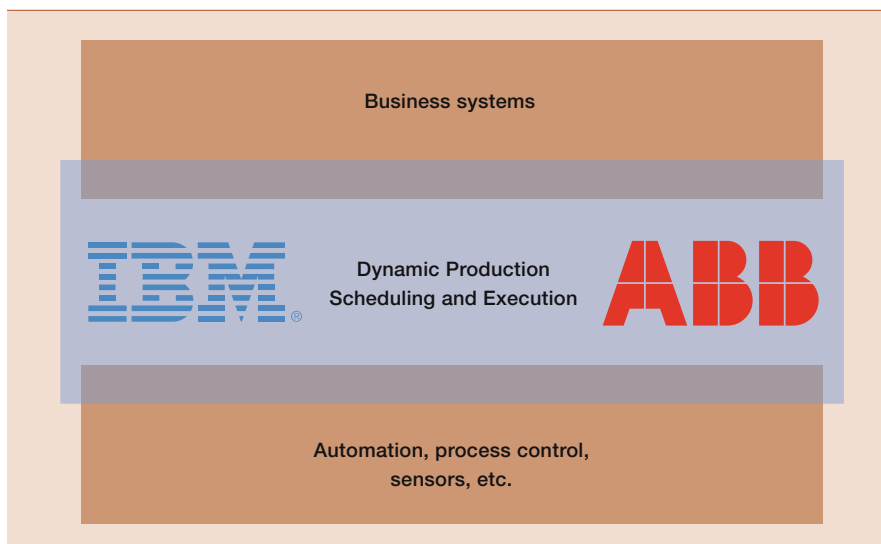 Business systems
IBM®
Dynamic Production
Scheduling and Execution
ABB
Automation, process control,
sensors, etc.